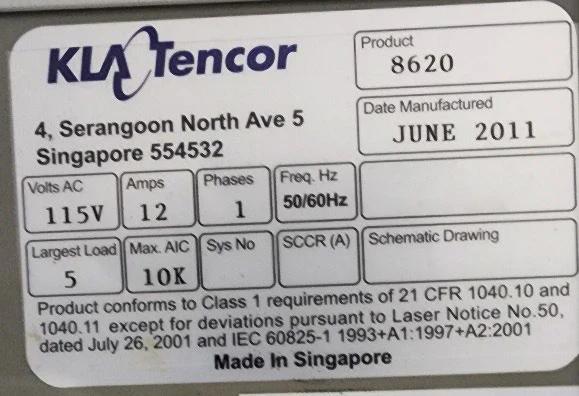 KLA Tencor
Product
8620
4, Serangoon North Ave 5
Singapore 554532
Date Manufactured
JUNE 2011
Volts AC
115V
Amps
12
Phases
1
Freq. Hz
50/60Hz
Largest Load
5
Max. AIC
10K
Sys No
SCCR (A)
Schematic Drawing
Product conforms to Class 1 requirements of 21 CFR 1040.10 and
1040.11 except for deviations pursuant to Laser Notice No.50,
dated July 26, 2001 and IEC 60825-1 1993+A1:1997+A2:2001
Made In Singapore